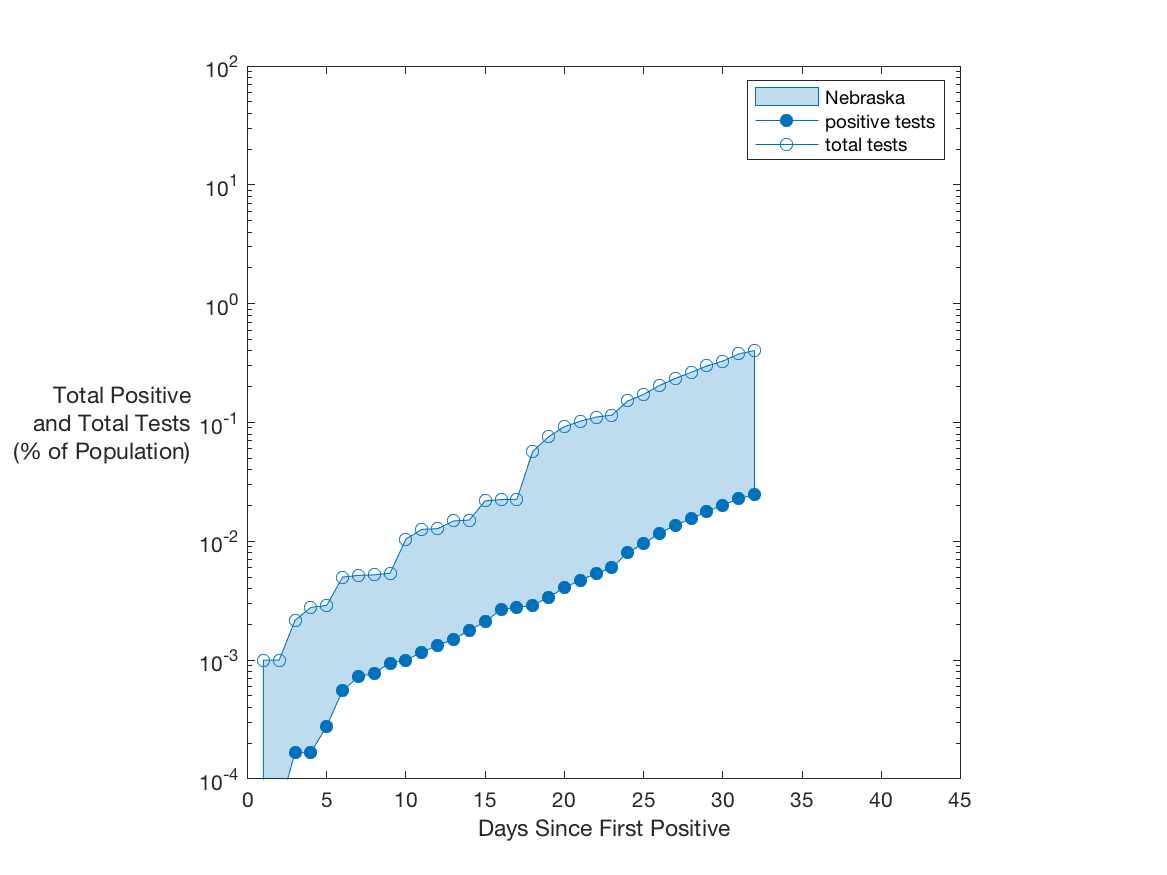 10^2
10^1
10^0
10^-1
10^-2
10^-3
10^-4
Total Positive
and Total Tests
(% of Population)
Nebraska
positive tests
total tests
0 5 10 15 20 25 30 35 40 45
Days Since First Positive